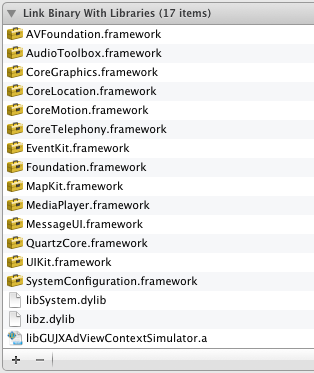 Link Binary With Libraries (17 items)
AVFoundation.framework
AudioToolbox.framework
CoreGraphics.framework
CoreLocation.framework
CoreMotion.framework
CoreTelephony.framework
EventKit.framework
Foundation.framework
MapKit.framework
MediaPlayer.framework
MessageUI.framework
QuartzCore.framework
UIKit.framework
SystemConfiguration.framework
libSystem.dylib
libz.dylib
libGUJXAdViewContextSimulator.a